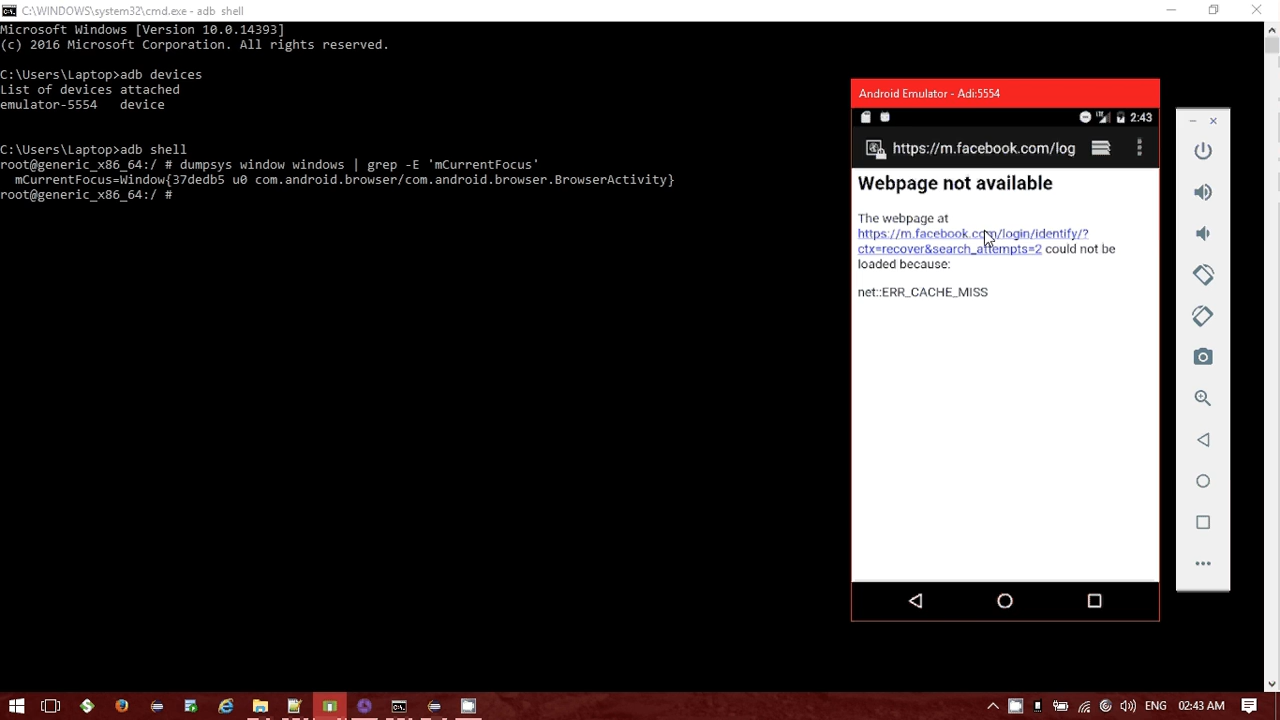 C:\WINDOWS\system32\cmd.exe - adb shell
Microsoft Windows [Version 10.0.14393]
(c) 2016 Microsoft Corporation. All rights reserved.
C:\Users\Laptop>adb devices
List of devices attached
emulator-5554 device
C:\Users\Laptop>adb shell
root@generic_x86_64:/ # dumpsys window windows | grep -E 'mCurrentFocus'
mCurrentFocus=Window{37dedb5 u0 com.android.browser/com.android.browser.BrowserActivity}
root@generic_x86_64:/ #
Android Emulator - Adi:5554
LTE 2:43
https://m.facebook.com/log
Webpage not available
The webpage at
https://m.facebook.com/login/identify/?
ctx=recover&search_attempts=2 could not be
loaded because:
net::ERR_CACHE_MISS
ENG 02:43 AM